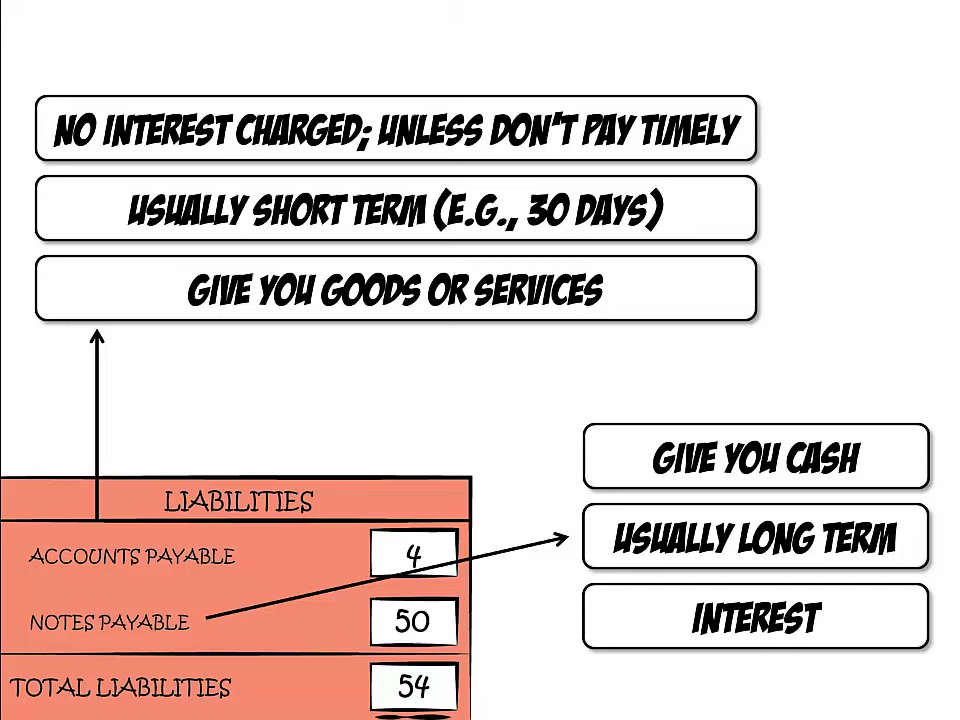 NO INTEREST CHARGED; UNLESS DON'T PAY TIMELY
USUALLY SHORT TERM (E.G., 30 DAYS)
GIVE YOU GOODS OR SERVICES
GIVE YOU CASH
USUALLY LONG TERM
INTEREST
LIABILITIES
ACCOUNTS PAYABLE 4
NOTES PAYABLE 50
TOTAL LIABILITIES 54